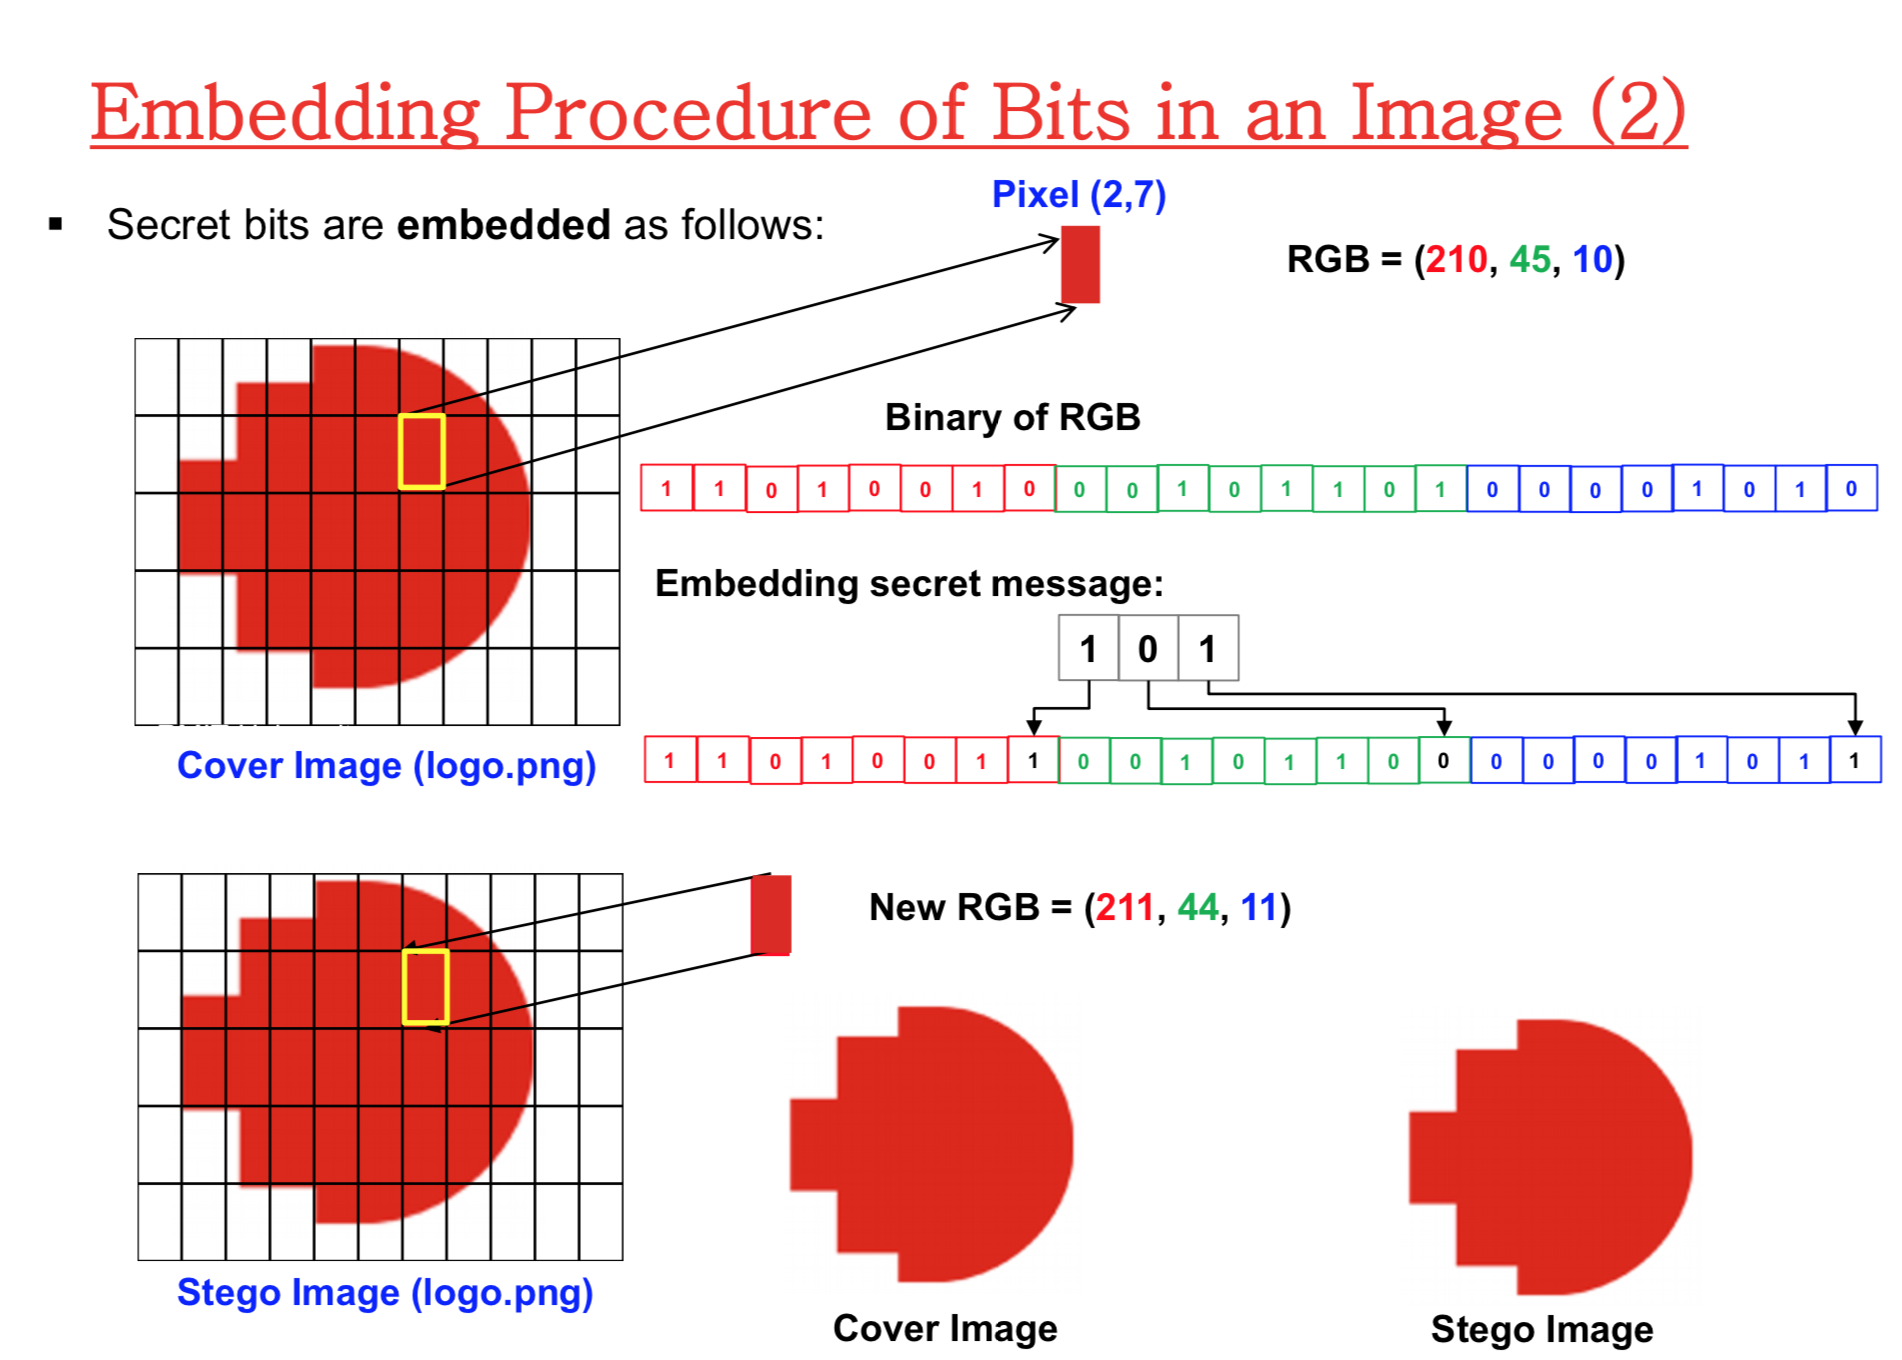 Embedding Procedure of Bits in an Image (2)
▪ Secret bits are embedded as follows:
Pixel (2,7)
RGB = (210, 45, 10)
Binary of RGB
1 1 0 1 0 0 1 0 0 0 1 0 1 1 0 1 0 0 0 0 1 0 1 0
Embedding secret message:
1 0 1
1 1 0 1 0 0 1 1 0 0 1 0 1 1 0 0 0 0 0 0 1 0 1 1
Cover Image (logo.png)
New RGB = (211, 44, 11)
Stego Image (logo.png)
Cover Image
Stego Image